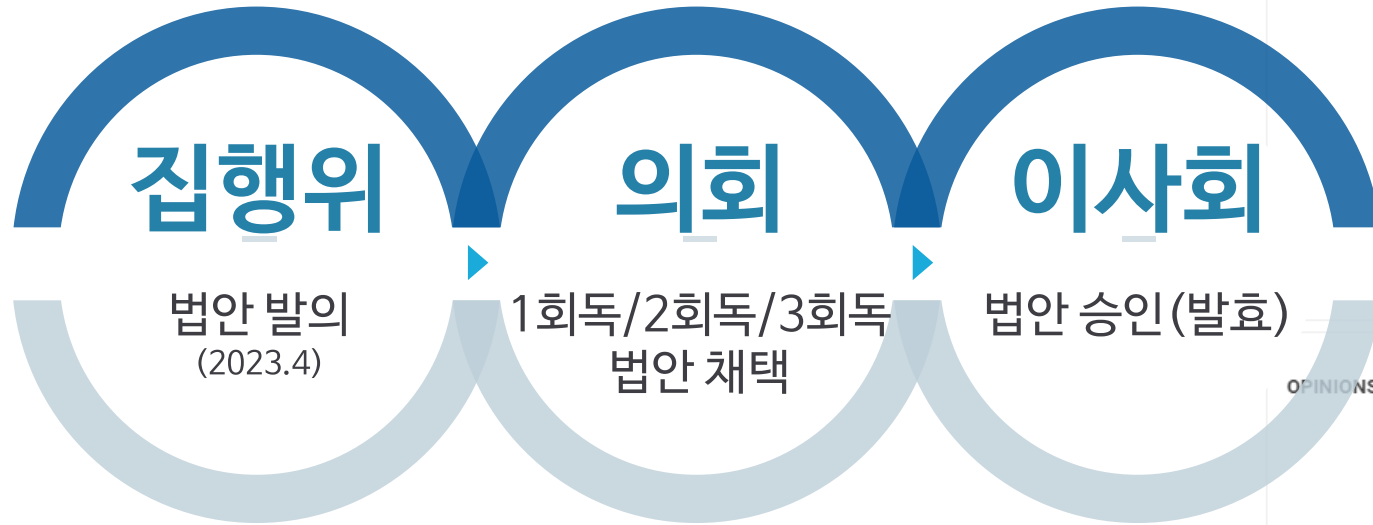 집행위
법안 발의
(2023.4)
의회
1회독/2회독/3회독
법안 채택
이사회
법안 승인(발효)
OPINIONS